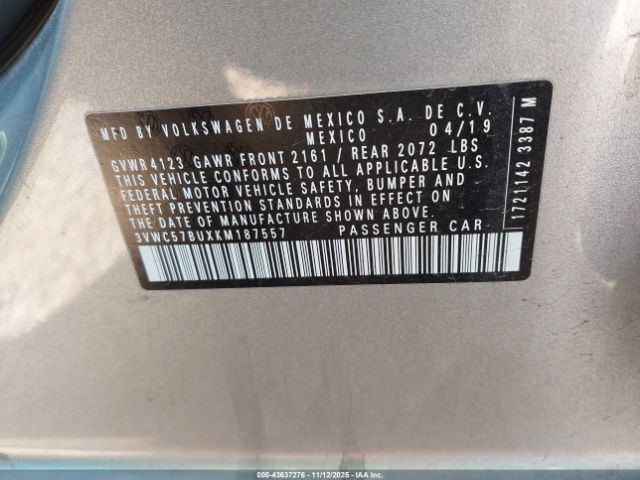 MFD BY VOLKSWAGEN DE MEXICO S.A. DE C.V.
MEXICO 04/19
GVWR 4123 GAWR FRONT 2161 / REAR 2072 LBS
THIS VEHICLE CONFORMS TO ALL APPLICABLE U.S.
FEDERAL MOTOR VEHICLE SAFETY, BUMPER AND
THEFT PREVENTION STANDARDS IN EFFECT ON
THE DATE OF MANUFACTURE SHOWN ABOVE.
3VWC57BUXKM187557 PASSENGER CAR
1721142 3387 M
000-43637276 - 11/12/2025 - IAAI.COM